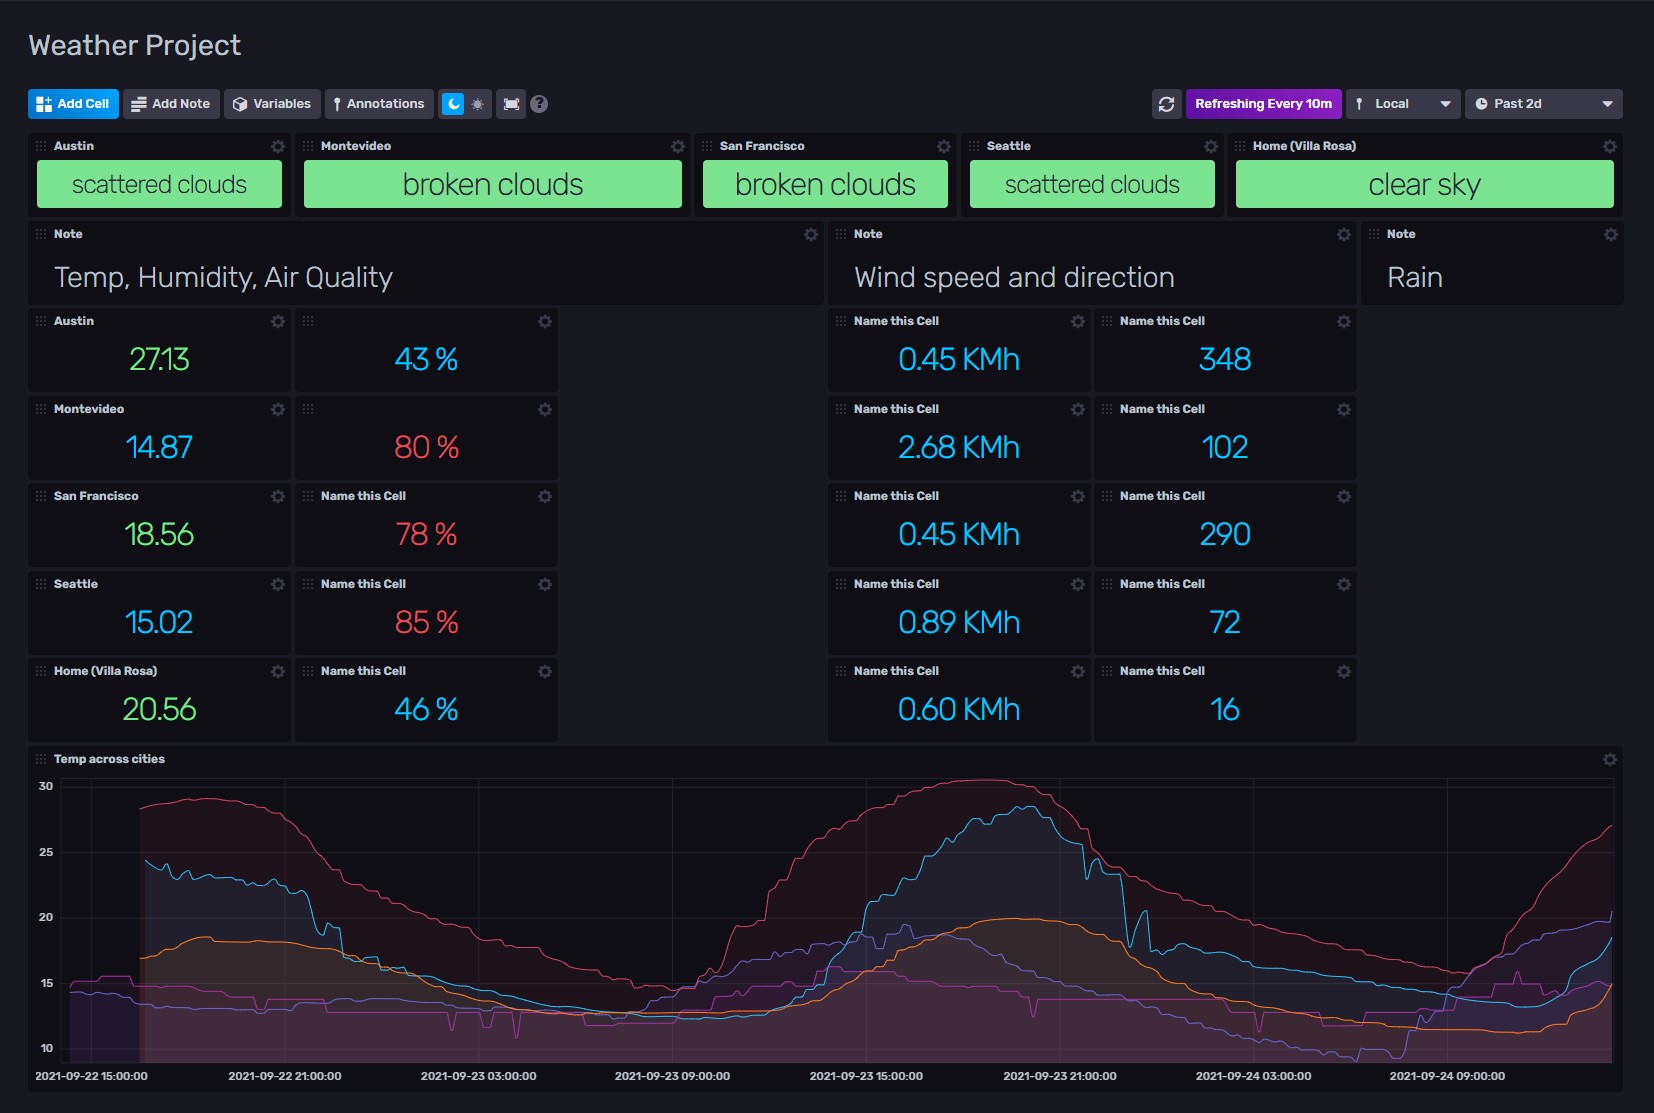 Weather Project
Add Cell Add Note Variables Annotations ? Refreshing Every 10m Local Past 2d
Austin Montevideo San Francisco Seattle Home (Villa Rosa)
scattered clouds broken clouds broken clouds scattered clouds clear sky
Note Note Note
Temp, Humidity, Air Quality Wind speed and direction Rain
Austin Name this Cell Name this Cell
27.13 43 % 0.45 KMh 348
Montevideo Name this Cell Name this Cell
14.87 80 % 2.68 KMh 102
San Francisco Name this Cell Name this Cell Name this Cell
18.56 78 % 0.45 KMh 290
Seattle Name this Cell Name this Cell Name this Cell
15.02 85 % 0.89 KMh 72
Home (Villa Rosa) Name this Cell Name this Cell Name this Cell
20.56 46 % 0.60 KMh 16
Temp across cities
30
25
20
15
10
2021-09-22 15:00:00 2021-09-22 21:00:00 2021-09-23 03:00:00 2021-09-23 09:00:00 2021-09-23 15:00:00 2021-09-23 21:00:00 2021-09-24 03:00:00 2021-09-24 09:00:00